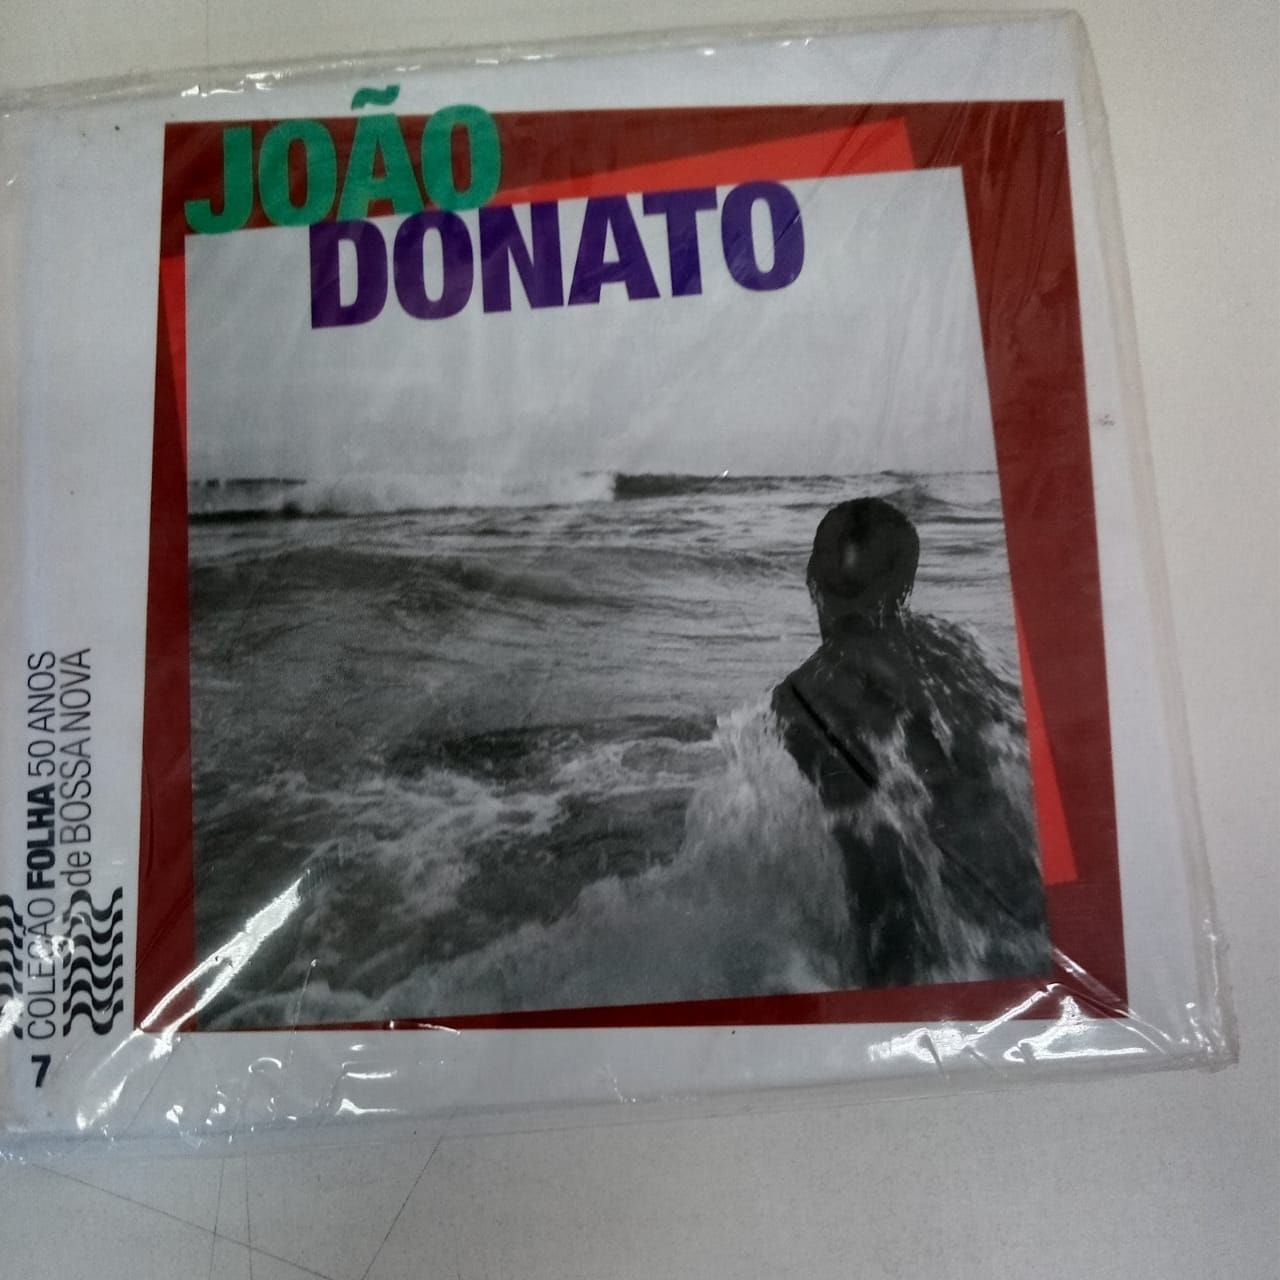 JOÃO
DONATO
7 COLEÇÃO FOLHA 50 ANOS
de BOSSA NOVA